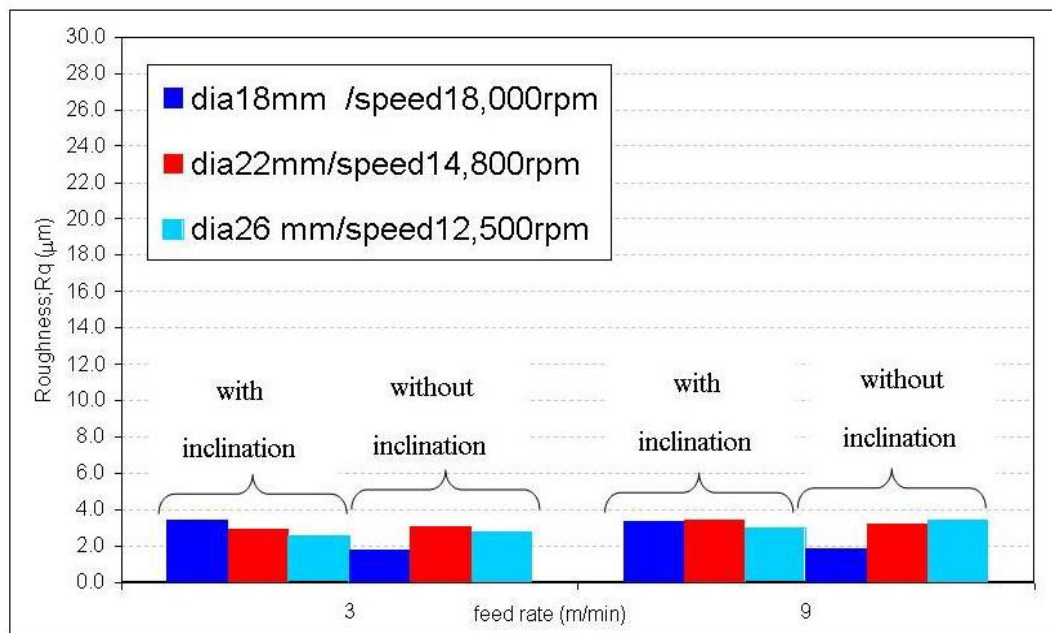 30.0
28.0
26.0
24.0
22.0
20.0
18.0
16.0
14.0
12.0
10.0
8.0
6.0
4.0
2.0
0.0
Roughness;Rq (μm)
dia18mm /speed18,000rpm
dia22mm/speed14,800rpm
dia26 mm/speed12,500rpm
with
inclination
without
inclination
with
inclination
without
inclination
3
feed rate (m/min)
9